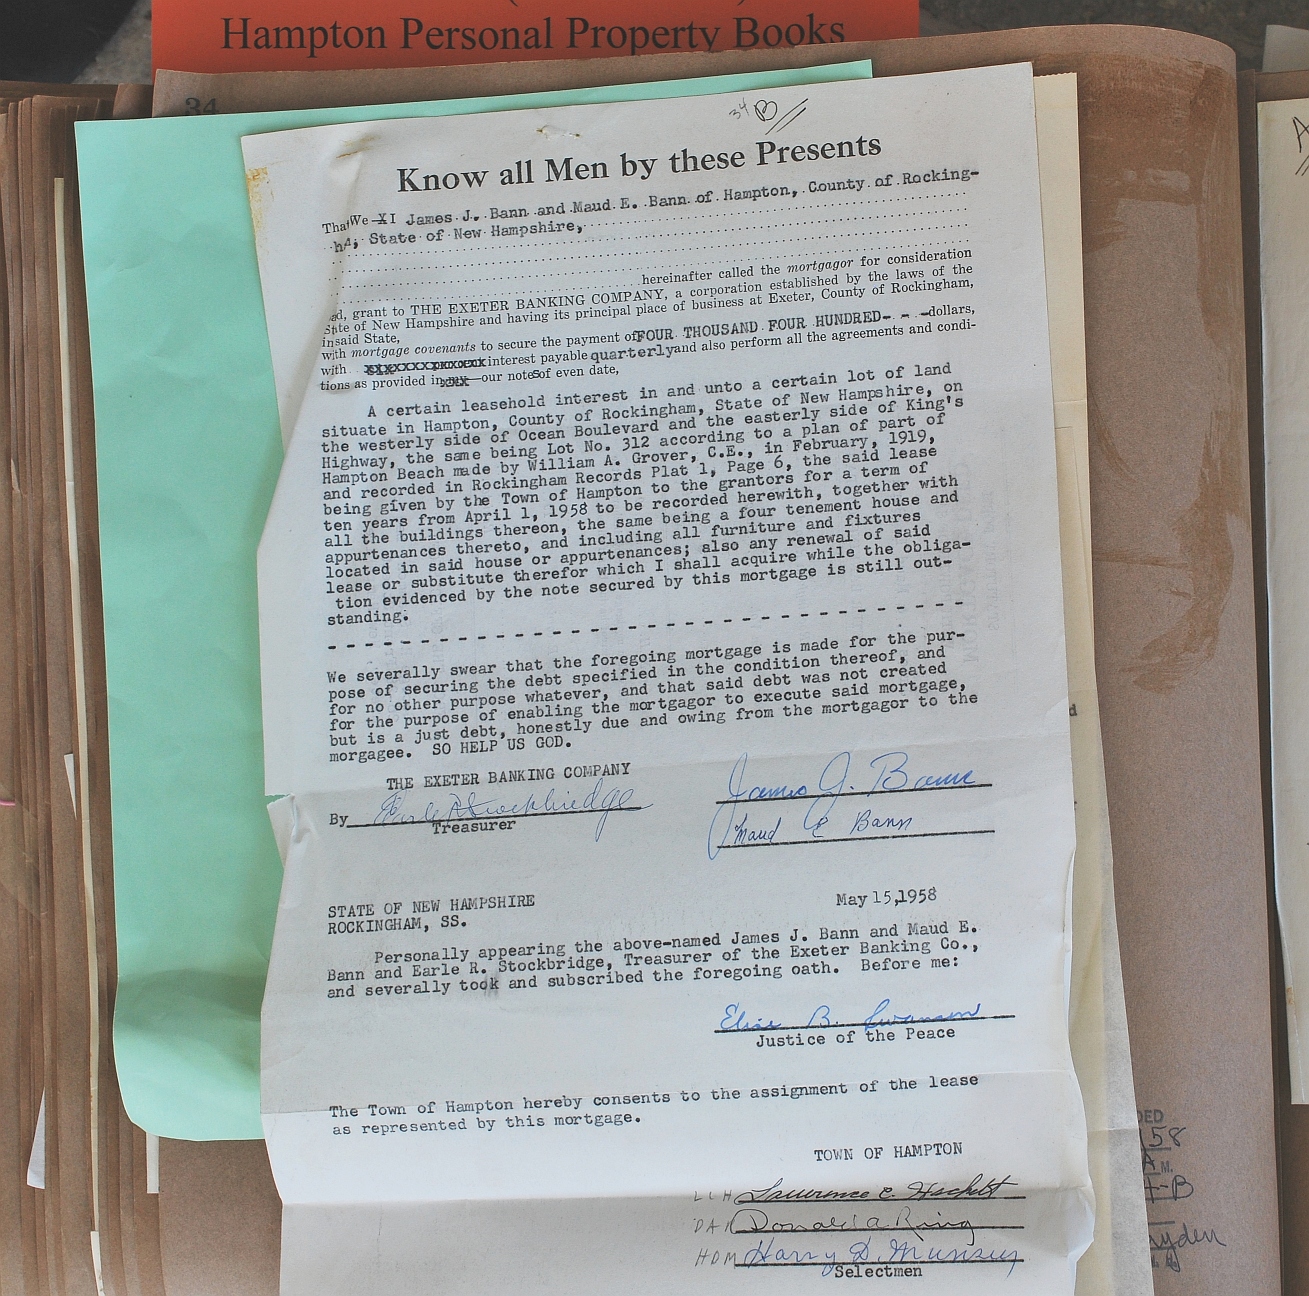 Hampton Personal Property Books
34
34 B //
Know all Men by these Presents
That We XI James J. Bann and Maud E. Bann of Hampton, County of Rocking-
State of New Hampshire,
hereinafter called the mortgagor for consideration
grant to THE EXETER BANKING COMPANY, a corporation established by the laws of the
State of New Hampshire and having its principal place of business at Exeter, County of Rockingham,
in said State,
with mortgage covenants to secure the payment of FOUR THOUSAND FOUR HUNDRED- - -dollars,
with interest payable quarterly and also perform all the agreements and condi-
tions as provided in our notes of even date,
A certain leasehold interest in and unto a certain lot of land
situate in Hampton, County of Rockingham, State of New Hampshire, on
the westerly side of Ocean Boulevard and the easterly side of King's
Highway, the same being Lot No. 312 according to a plan of part of
Hampton Beach made by William A. Grover, C.E., in February, 1919,
and recorded in Rockingham Records Plat 1, Page 6, the said lease
being given by the Town of Hampton to the grantors for a term of
ten years from April 1, 1958 to be recorded herewith, together with
all the buildings thereon, the same being a four tenement house and
appurtenances thereto, and including all furniture and fixtures
located in said house or appurtenances; also any renewal of said
lease or substitute therefor which I shall acquire while the obliga-
tion evidenced by the note secured by this mortgage is still out-
standing.
We severally swear that the foregoing mortgage is made for the pur-
pose of securing the debt specified in the condition thereof, and
for no other purpose whatever, and that said debt was not created
for the purpose of enabling the mortgagor to execute said mortgage,
but is a just debt, honestly due and owing from the mortgagor to the
morgagee. SO HELP US GOD.
THE EXETER BANKING COMPANY
James J. Bann
By Earle R Stockbridge
Treasurer
Maud E Bann
STATE OF NEW HAMPSHIRE
May 15, 1958
ROCKINGHAM, SS.
Personally appearing the above-named James J. Bann and Maud E.
Bann and Earle R. Stockbridge, Treasurer of the Exeter Banking Co.,
and severally took and subscribed the foregoing oath. Before me:
Elise B. Swanson
Justice of the Peace
The Town of Hampton hereby consents to the assignment of the lease
as represented by this mortgage.
TOWN OF HAMPTON
LCH Lawrence C. Hackett
DAR Donald A Ring
HDM Harry D. Munsey
Selectmen
58